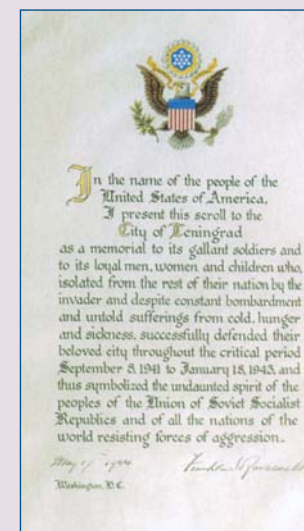 In the name of the people of the
United States of America,
I present this scroll to the
City of Leningrad
as a memorial to its gallant soldiers and
to its loyal men, women and children who,
isolated from the rest of their nation by the
invader and despite constant bombardment
and untold sufferings from cold, hunger
and sickness, successfully defended their
beloved city throughout the critical period
September 8, 1941 to January 18, 1943, and
thus symbolized the undaunted spirit of the
peoples of the Union of Soviet Socialist
Republics and of all the nations of the
world resisting forces of aggression.
May 17th 1944
Washington, D.C.